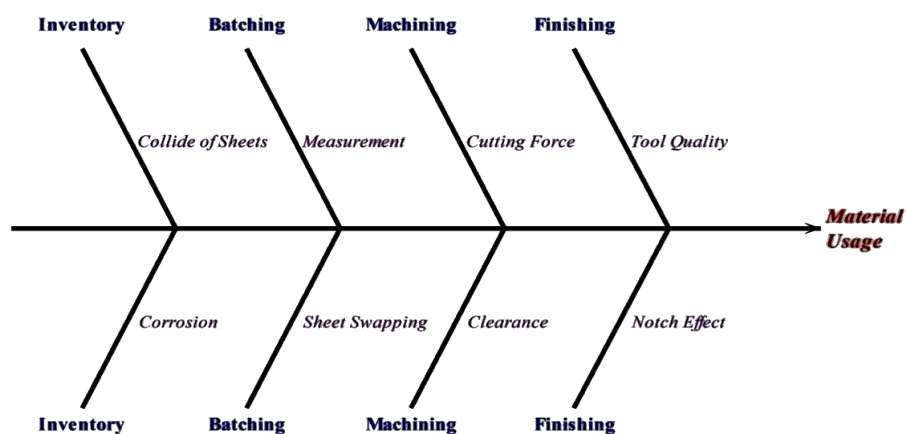 Inventory Batching Machining Finishing
Collide of Sheets Measurement Cutting Force Tool Quality
Material
Usage
Corrosion Sheet Swapping Clearance Notch Effect
Inventory Batching Machining Finishing